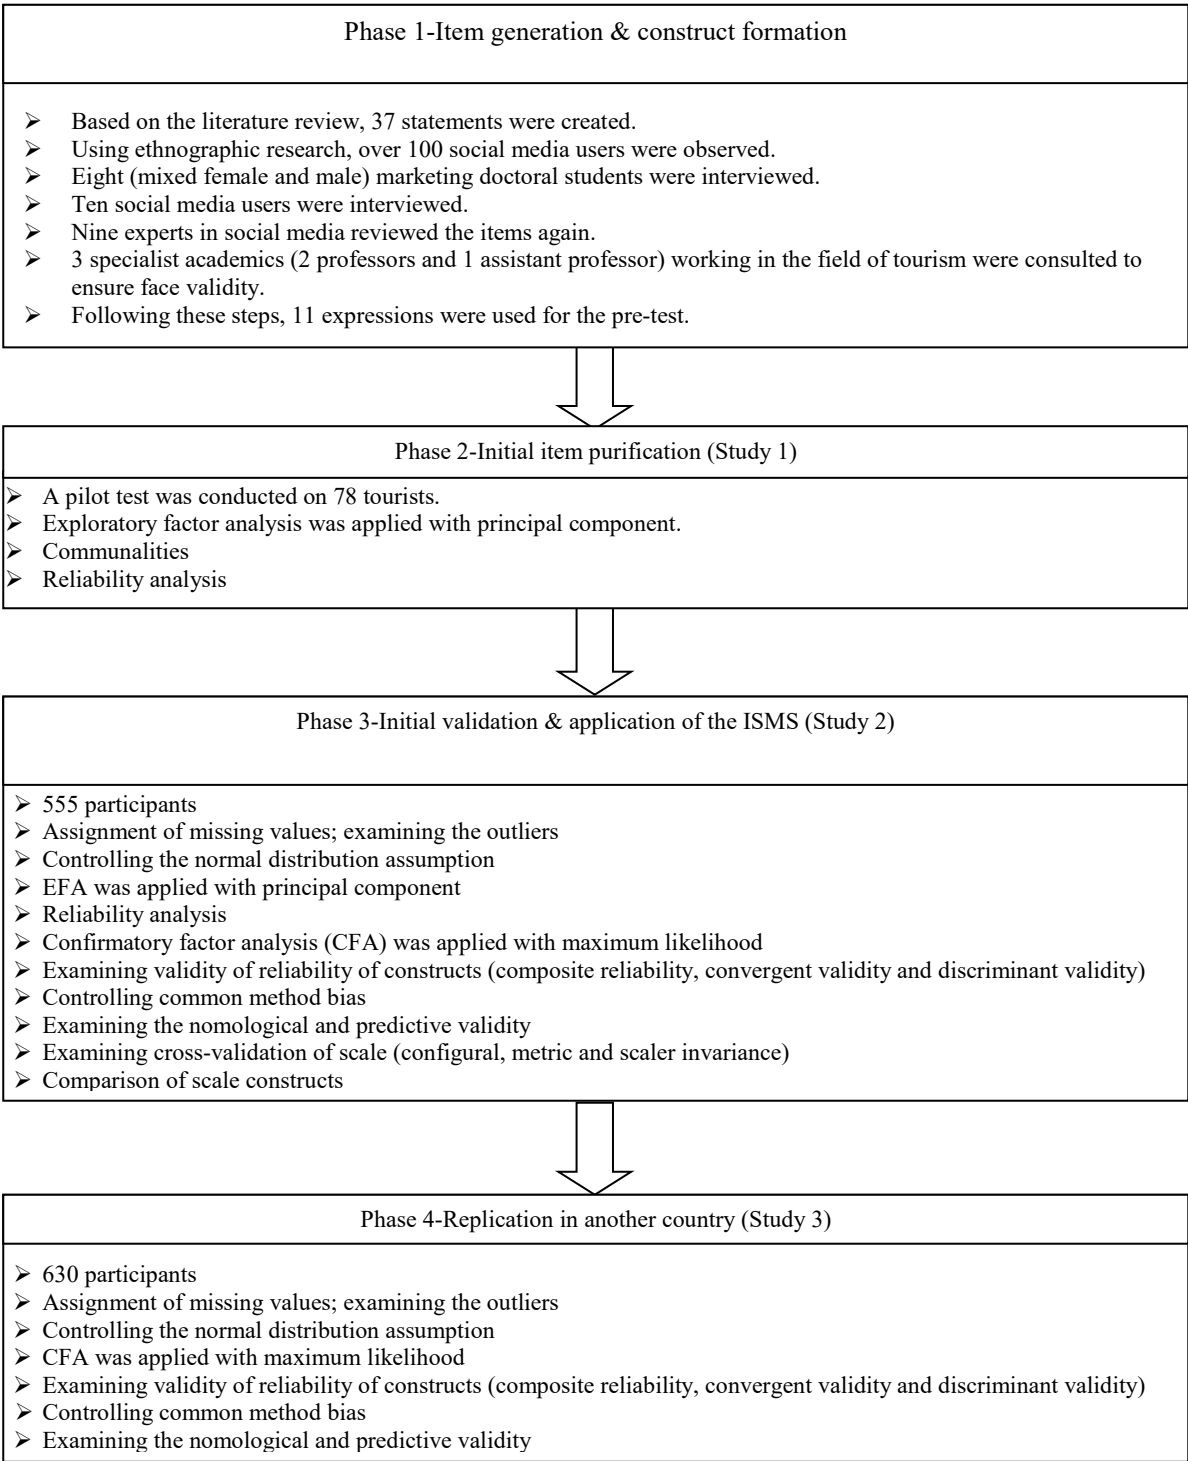 Phase 1-Item generation & construct formation
➢ Based on the literature review, 37 statements were created.
➢ Using ethnographic research, over 100 social media users were observed.
➢ Eight (mixed female and male) marketing doctoral students were interviewed.
➢ Ten social media users were interviewed.
➢ Nine experts in social media reviewed the items again.
➢ 3 specialist academics (2 professors and 1 assistant professor) working in the field of tourism were consulted to
ensure face validity.
➢ Following these steps, 11 expressions were used for the pre-test.
Phase 2-Initial item purification (Study 1)
➢ A pilot test was conducted on 78 tourists.
➢ Exploratory factor analysis was applied with principal component.
➢ Communalities
➢ Reliability analysis
Phase 3-Initial validation & application of the ISMS (Study 2)
➢ 555 participants
➢ Assignment of missing values; examining the outliers
➢ Controlling the normal distribution assumption
➢ EFA was applied with principal component
➢ Reliability analysis
➢ Confirmatory factor analysis (CFA) was applied with maximum likelihood
➢ Examining validity of reliability of constructs (composite reliability, convergent validity and discriminant validity)
➢ Controlling common method bias
➢ Examining the nomological and predictive validity
➢ Examining cross-validation of scale (configural, metric and scaler invariance)
➢ Comparison of scale constructs
Phase 4-Replication in another country (Study 3)
➢ 630 participants
➢ Assignment of missing values; examining the outliers
➢ Controlling the normal distribution assumption
➢ CFA was applied with maximum likelihood
➢ Examining validity of reliability of constructs (composite reliability, convergent validity and discriminant validity)
➢ Controlling common method bias
➢ Examining the nomological and predictive validity